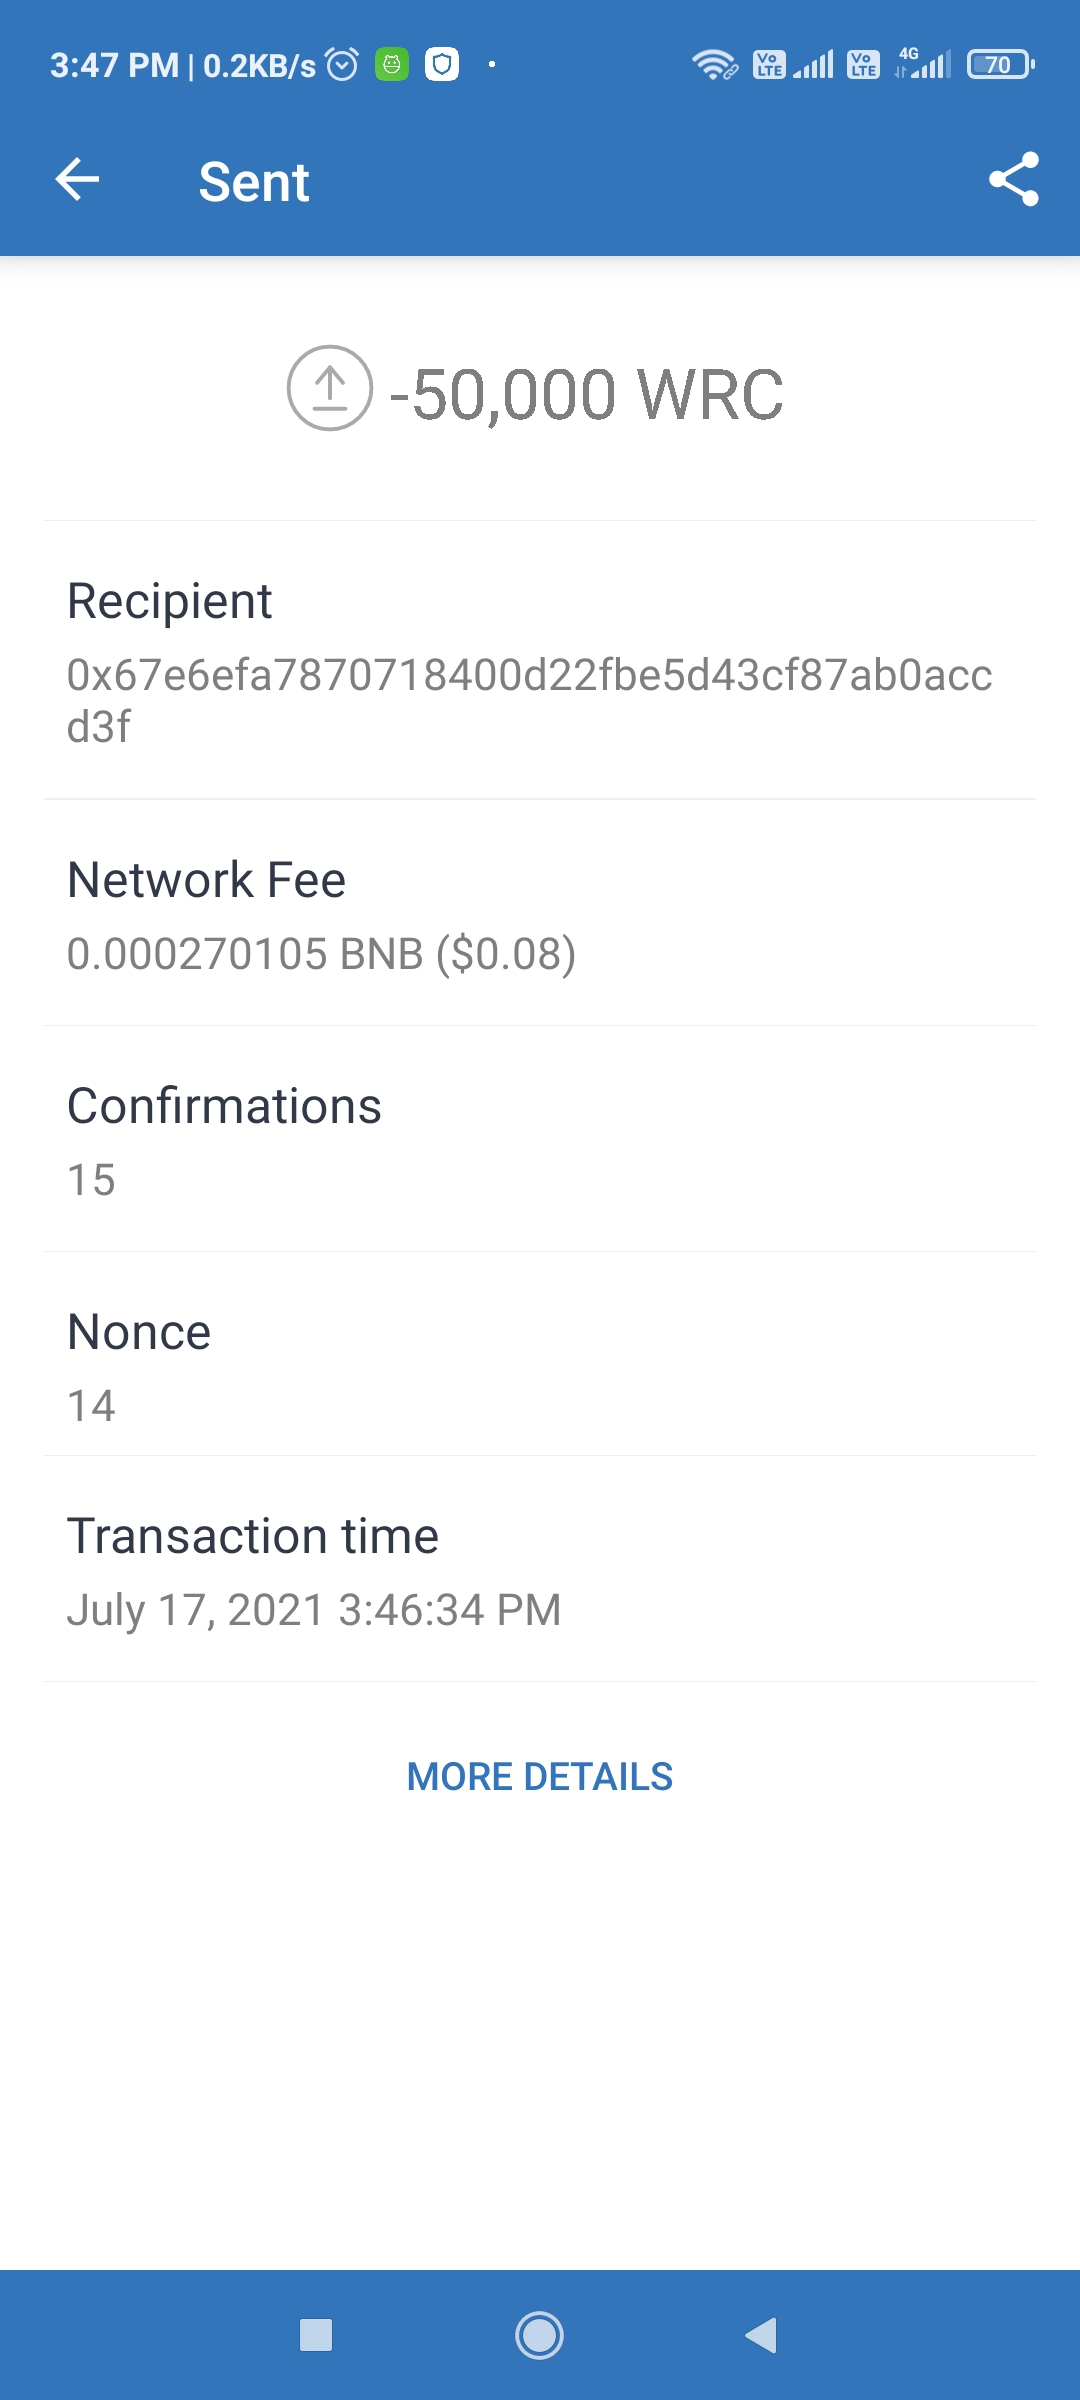 3:47 PM | 0.2KB/s
Vo LTE Vo LTE 4G 70
Sent
-50,000 WRC
Recipient
0x67e6efa7870718400d22fbe5d43cf87ab0acc
d3f
Network Fee
0.000270105 BNB ($0.08)
Confirmations
15
Nonce
14
Transaction time
July 17, 2021 3:46:34 PM
MORE DETAILS